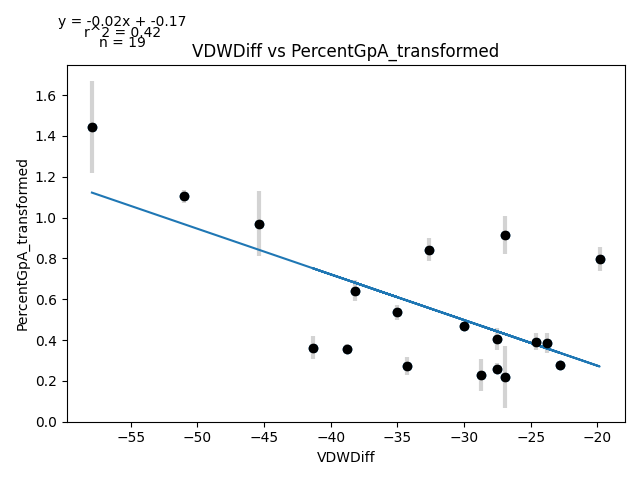 y = -0.02x + -0.17
r^2 = 0.42
n = 19
VDWDiff vs PercentGpA_transformed
PercentGpA_transformed
1.6
1.4
1.2
1.0
0.8
0.6
0.4
0.2
0.0
−55 −50 −45 −40 −35 −30 −25 −20
VDWDiff